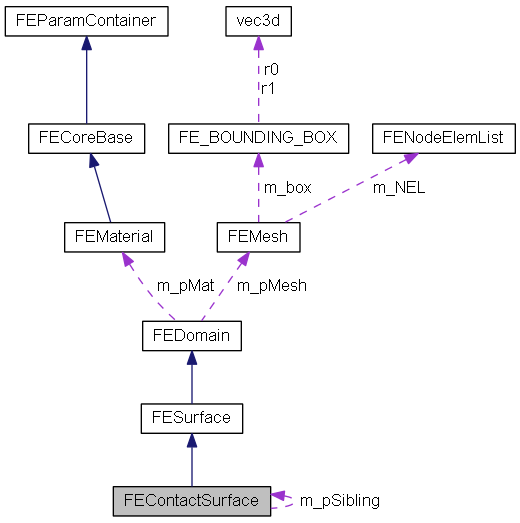 FEParamContainer
vec3d
r0
r1
FECoreBase
FE_BOUNDING_BOX
FENodeElemList
m_box
m_NEL
FEMaterial
FEMesh
m_pMat
m_pMesh
FEDomain
FESurface
FEContactSurface
m_pSibling